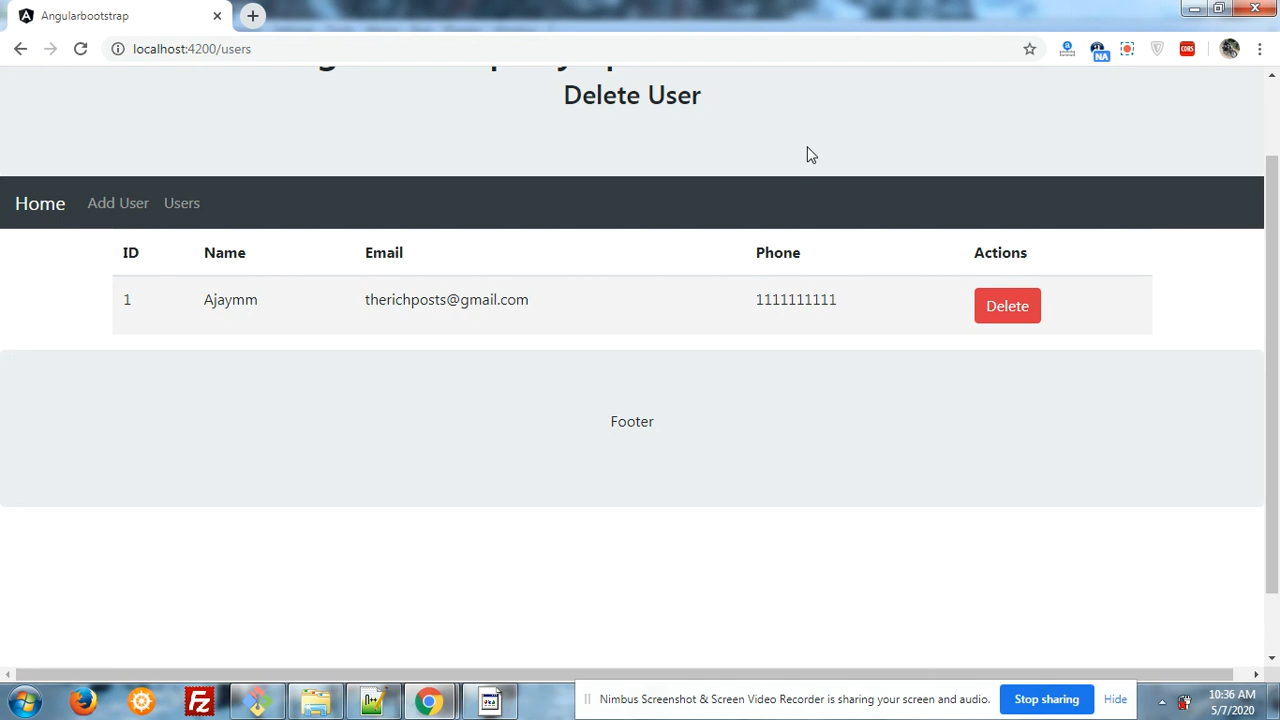 Angularbootstrap
localhost:4200/users
NA
CORS
Delete User
Home Add User Users
ID Name Email Phone Actions
1 Ajaymm therichposts@gmail.com 1111111111 Delete
Footer
Nimbus Screenshot & Screen Video Recorder is sharing your screen and audio. Stop sharing Hide
10:36 AM
5/7/2020